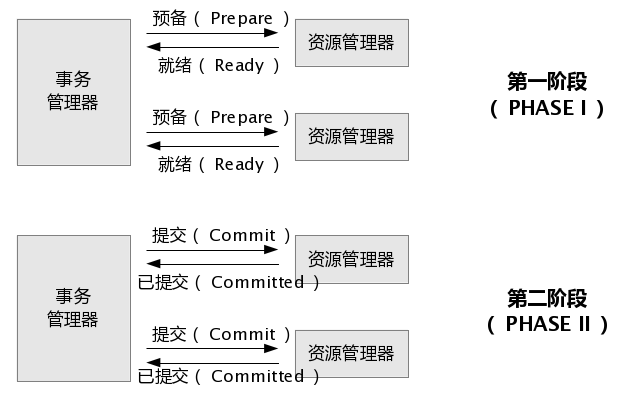 事务
管理器
预备( Prepare )
就绪( Ready )
资源管理器
预备( Prepare )
就绪( Ready )
资源管理器
第一阶段
( PHASE I )
事务
管理器
提交( Commit )
已提交( Committed )
资源管理器
提交( Commit )
已提交( Committed )
资源管理器
第二阶段
( PHASE II )